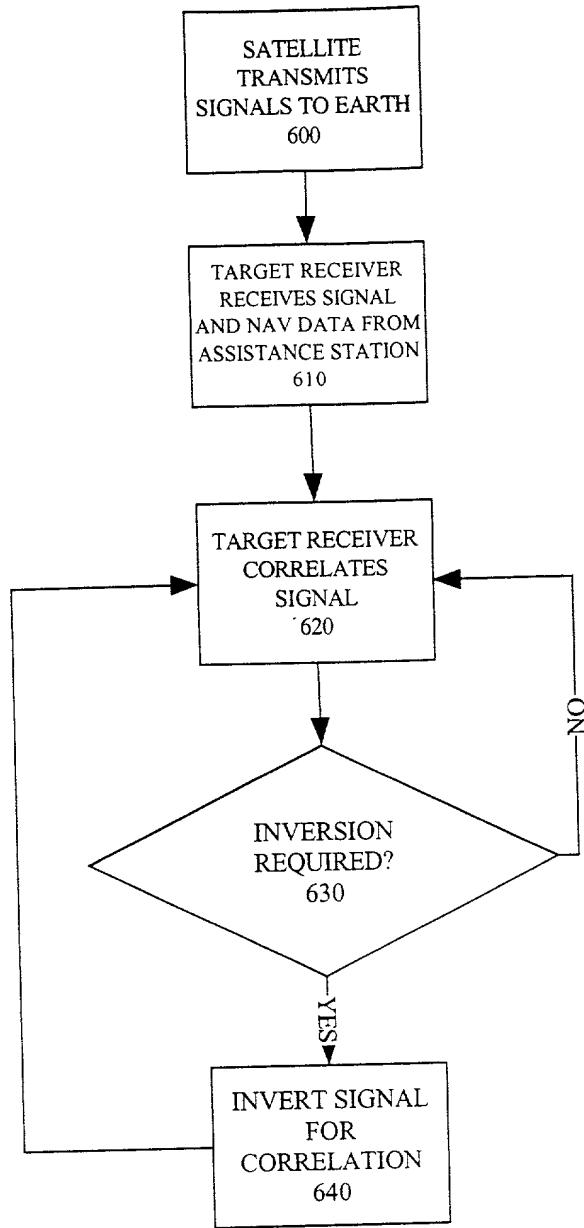 SATELLITE
TRANSMITS
SIGNALS TO EARTH
600
TARGET RECEIVER
RECEIVES SIGNAL
AND NAV DATA FROM
ASSISTANCE STATION
610
TARGET RECEIVER
CORRELATES
SIGNAL
620
NO
INVERSION
REQUIRED?
630
YES
INVERT SIGNAL
FOR
CORRELATION
640